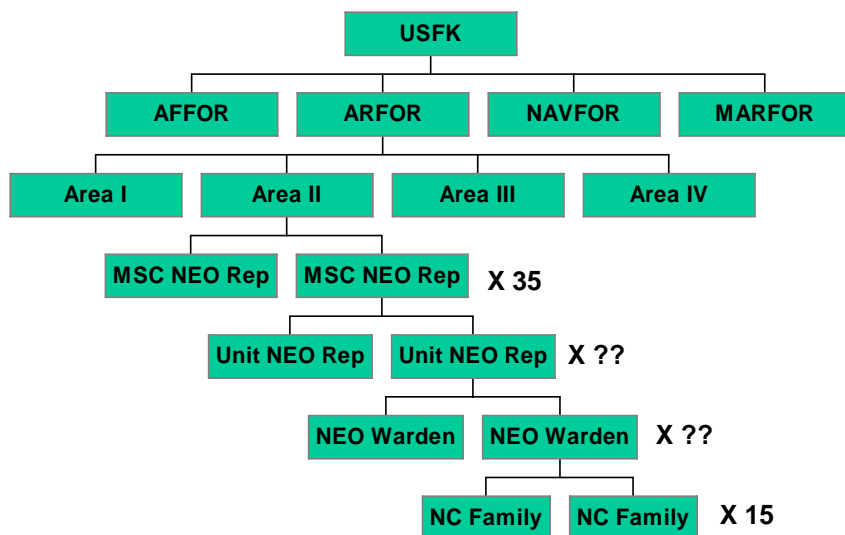 USFK
AFFOR
ARFOR
NAVFOR
MARFOR
Area I
Area II
Area III
Area IV
MSC NEO Rep
MSC NEO Rep
X 35
Unit NEO Rep
Unit NEO Rep
X ??
NEO Warden
NEO Warden
X ??
NC Family
NC Family
X 15